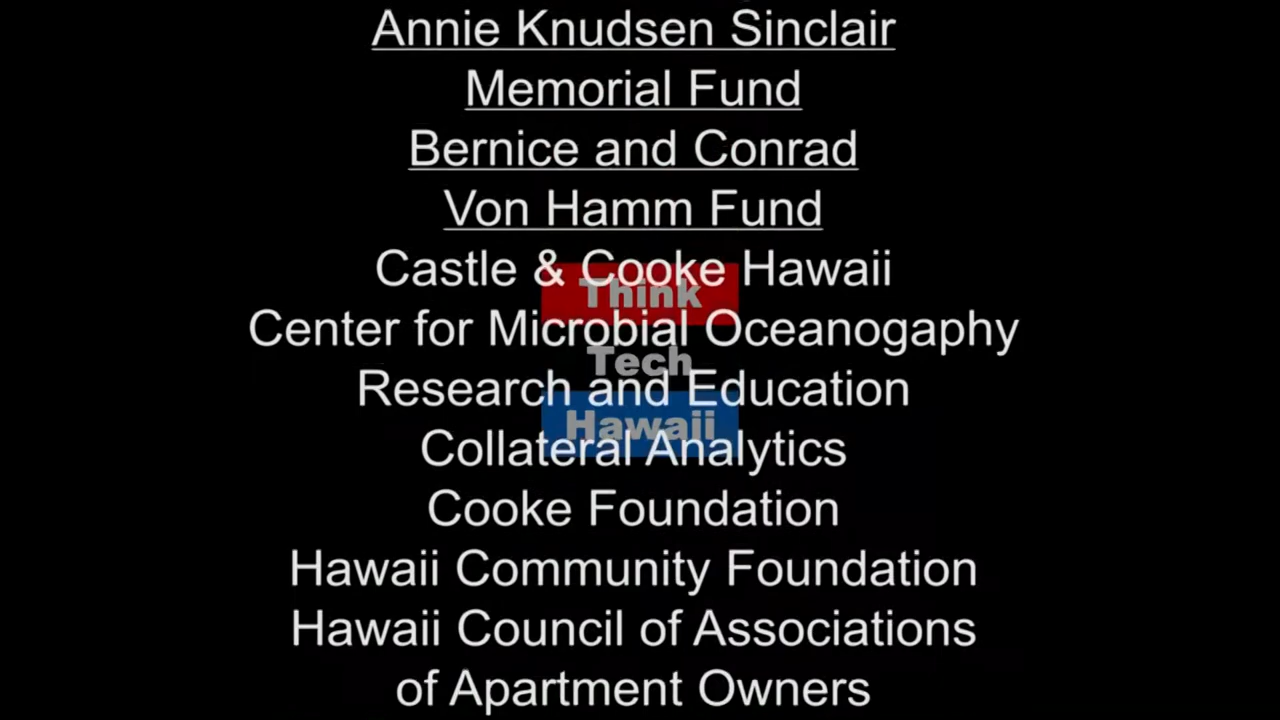 Annie Knudsen Sinclair
Memorial Fund
Bernice and Conrad
Von Hamm Fund
Castle & Cooke Hawaii
Think
Center for Microbial Oceanogaphy
Tech
Research and Education
Hawaii
Collateral Analytics
Cooke Foundation
Hawaii Community Foundation
Hawaii Council of Associations
of Apartment Owners